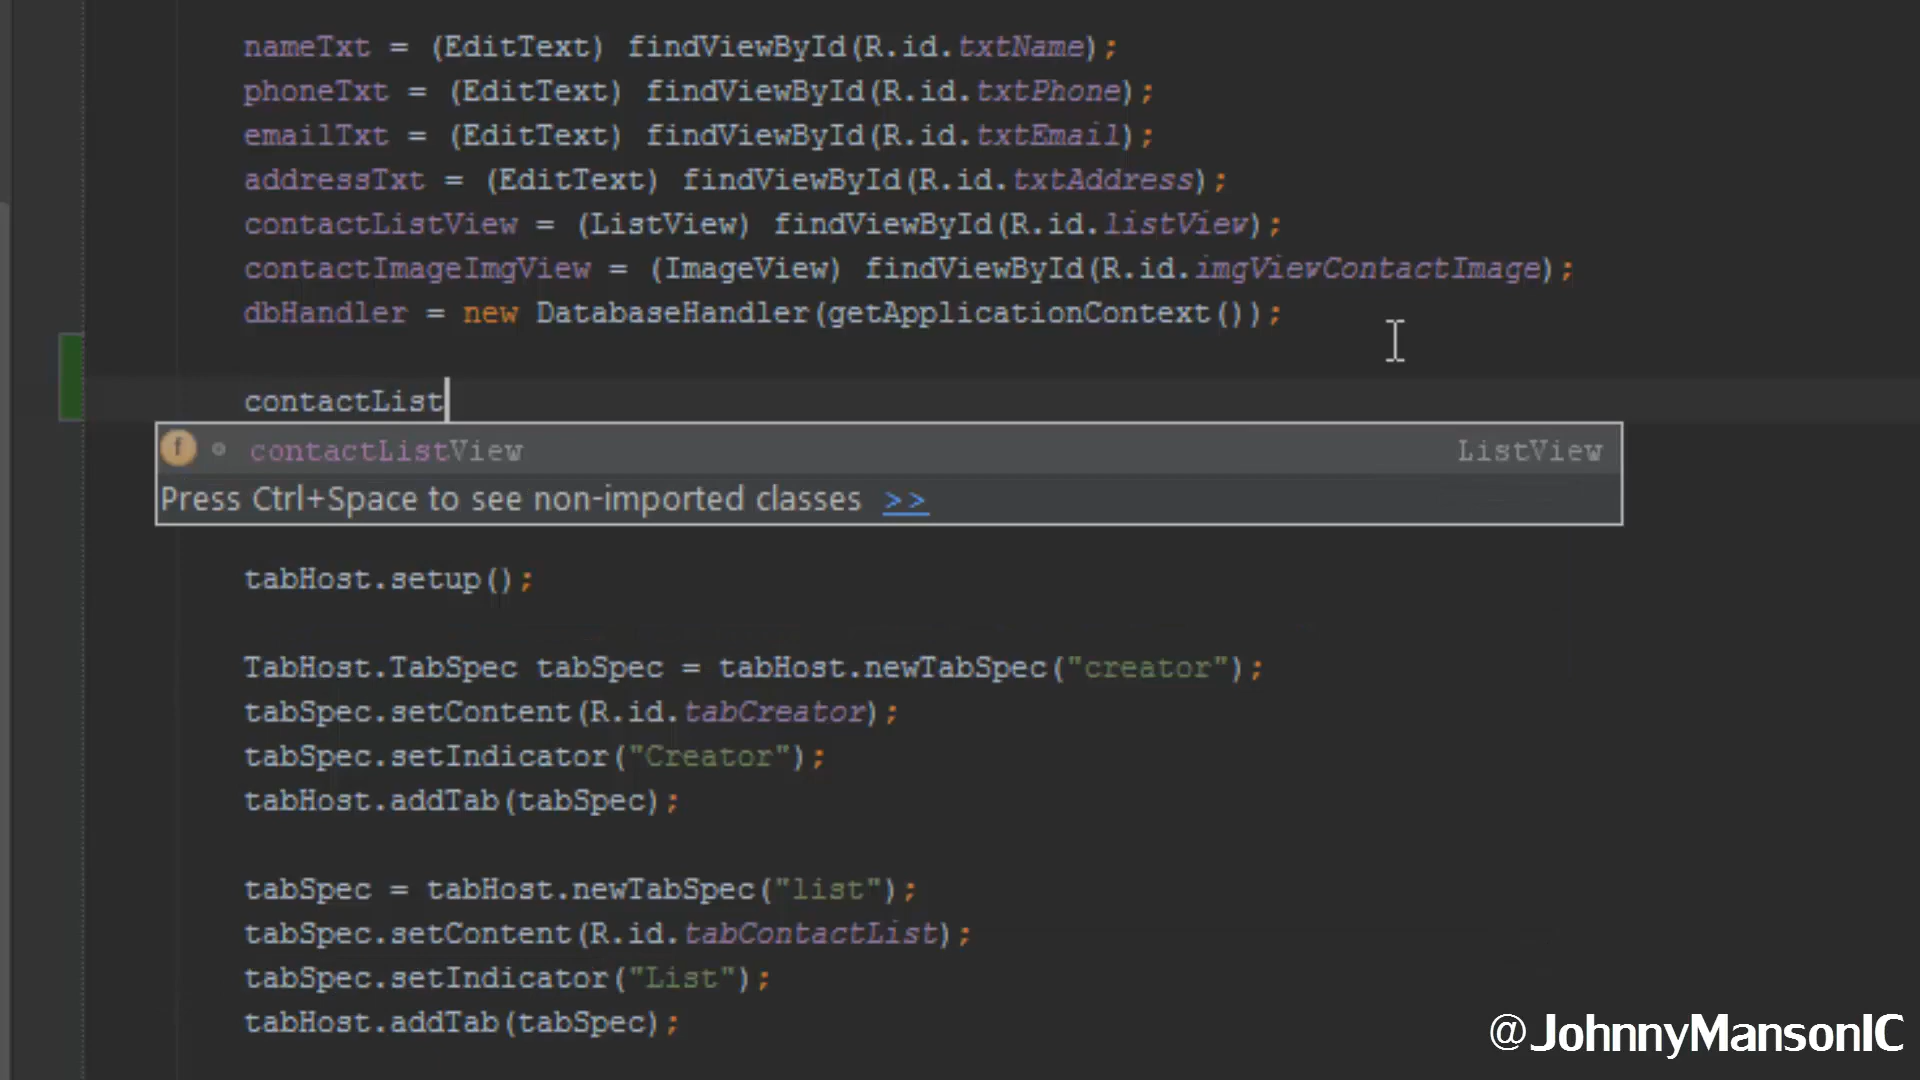 nameTxt = (EditText) findViewById(R.id.txtName);
phoneTxt = (EditText) findViewById(R.id.txtPhone);
emailTxt = (EditText) findViewById(R.id.txtEmail);
addressTxt = (EditText) findViewById(R.id.txtAddress);
contactListView = (ListView) findViewById(R.id.listView);
contactImageImgView = (ImageView) findViewById(R.id.imgViewContactImage);
dbHandler = new DatabaseHandler(getApplicationContext());
contactList
f contactListView ListView
Press Ctrl+Space to see non-imported classes >>
tabHost.setup();
TabHost.TabSpec tabSpec = tabHost.newTabSpec("creator");
tabSpec.setContent(R.id.tabCreator);
tabSpec.setIndicator("Creator");
tabHost.addTab(tabSpec);
tabSpec = tabHost.newTabSpec("list");
tabSpec.setContent(R.id.tabContactList);
tabSpec.setIndicator("List");
tabHost.addTab(tabSpec);
@JohnnyMansonIC